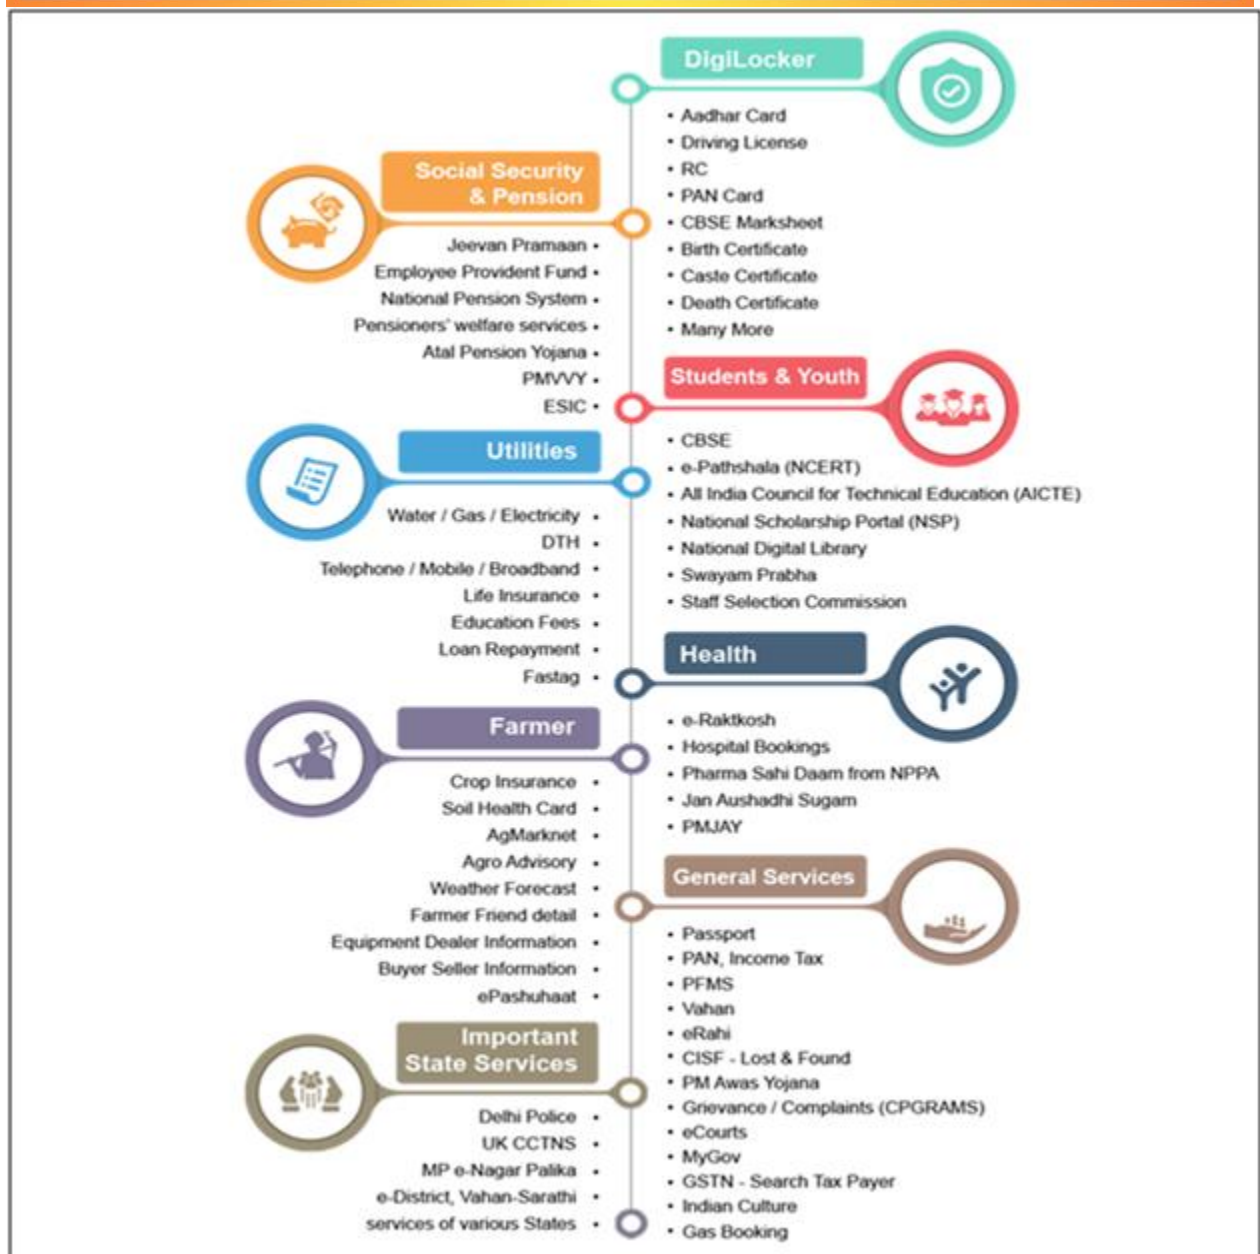 DigiLocker
• Aadhar Card
• Driving License
• RC
• PAN Card
• CBSE Marksheet
• Birth Certificate
• Caste Certificate
• Death Certificate
• Many More
Social Security
& Pension
Jeevan Pramaan •
Employee Provident Fund •
National Pension System •
Pensioners' welfare services •
Atal Pension Yojana •
PMVVY •
ESIC •
Students & Youth
• CBSE
• e-Pathshala (NCERT)
• All India Council for Technical Education (AICTE)
• National Scholarship Portal (NSP)
• National Digital Library
• Swayam Prabha
• Staff Selection Commission
Utilities
Water / Gas / Electricity •
DTH •
Telephone / Mobile / Broadband •
Life Insurance •
Education Fees •
Loan Repayment •
Fastag •
Health
• e-Raktkosh
• Hospital Bookings
• Pharma Sahi Daam from NPPA
• Jan Aushadhi Sugam
• PMJAY
Farmer
Crop Insurance •
Soil Health Card •
AgMarknet •
Agro Advisory •
Weather Forecast •
Farmer Friend detail •
Equipment Dealer Information •
Buyer Seller Information •
ePashuhaat •
General Services
• Passport
• PAN, Income Tax
• PFMS
• Vahan
• eRahi
• CISF - Lost & Found
• PM Awas Yojana
• Grievance / Complaints (CPGRAMS)
• eCourts
• MyGov
• GSTN - Search Tax Payer
• Indian Culture
• Gas Booking
Important
State Services
Delhi Police •
UK CCTNS •
MP e-Nagar Palika •
e-District, Vahan-Sarathi •
services of various States •